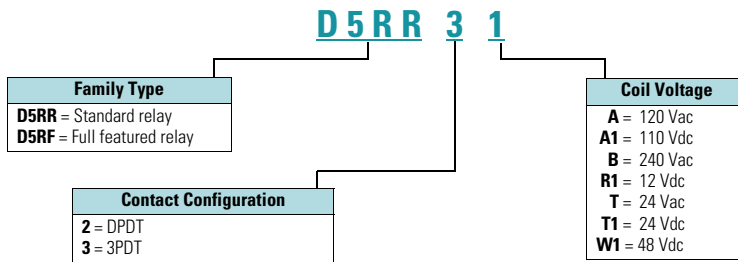 D5RR 3 1
Family Type
D5RR = Standard relay
D5RF = Full featured relay
Contact Configuration
2 = DPDT
3 = 3PDT
Coil Voltage
A = 120 Vac
A1 = 110 Vdc
B = 240 Vac
R1 = 12 Vdc
T = 24 Vac
T1 = 24 Vdc
W1 = 48 Vdc